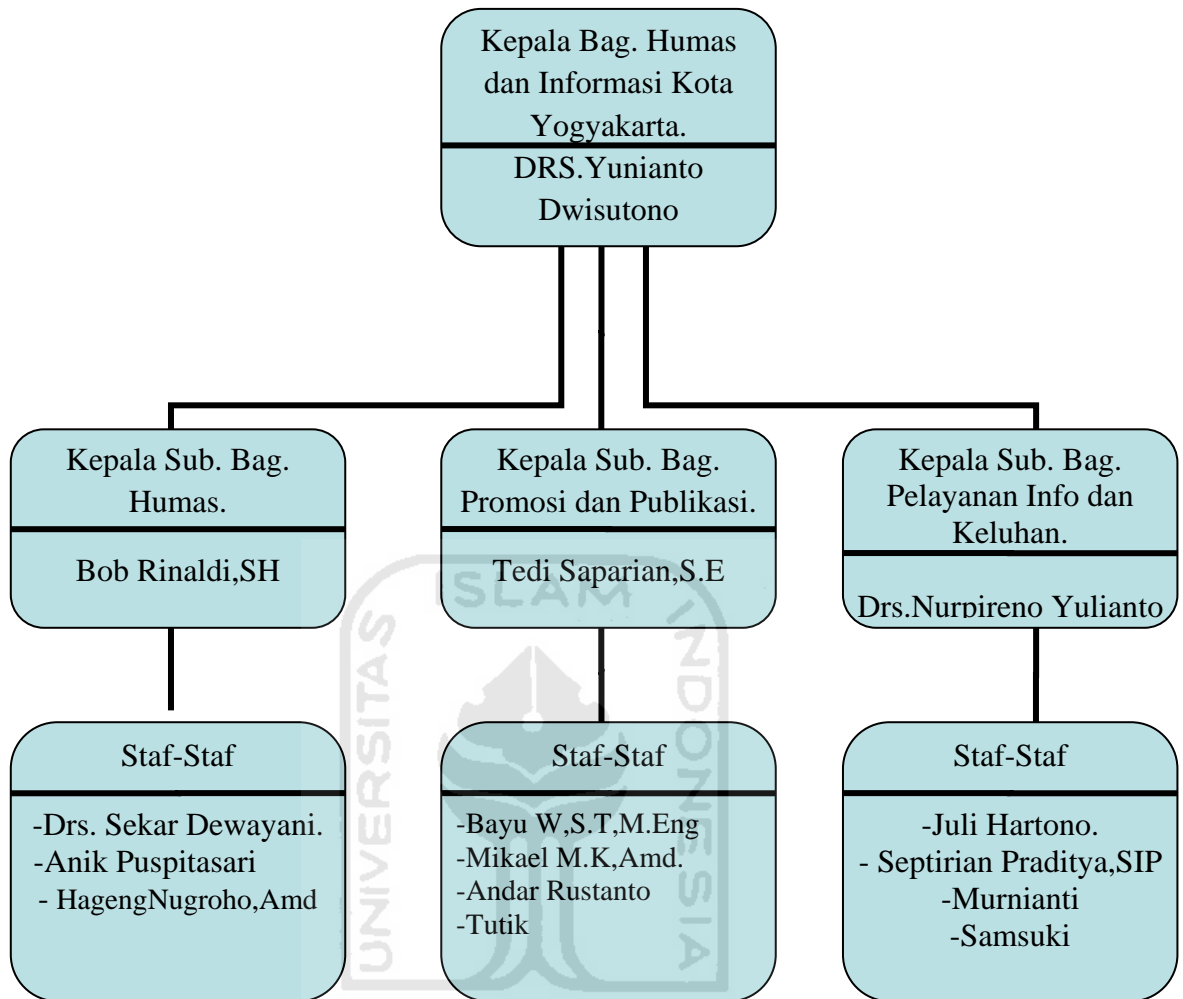 Kepala Bag. Humas
dan Informasi Kota
Yogyakarta.
DRS.Yunianto
Dwisutono
Kepala Sub. Bag.
Humas.
Bob Rinaldi,SH
Kepala Sub. Bag.
Promosi dan Publikasi.
Tedi Saparian,S.E
Kepala Sub. Bag.
Pelayanan Info dan
Keluhan.
Drs.Nurpireno Yulianto
Staf-Staf
-Drs. Sekar Dewayani.
-Anik Puspitasari
- HagengNugroho,Amd
Staf-Staf
-Bayu W,S.T,M.Eng
-Mikael M.K,Amd.
-Andar Rustanto
-Tutik
Staf-Staf
-Juli Hartono.
- Septirian Praditya,SIP
-Murnianti
-Samsuki
UNIVERSITAS
ISLAM
INDONESIA